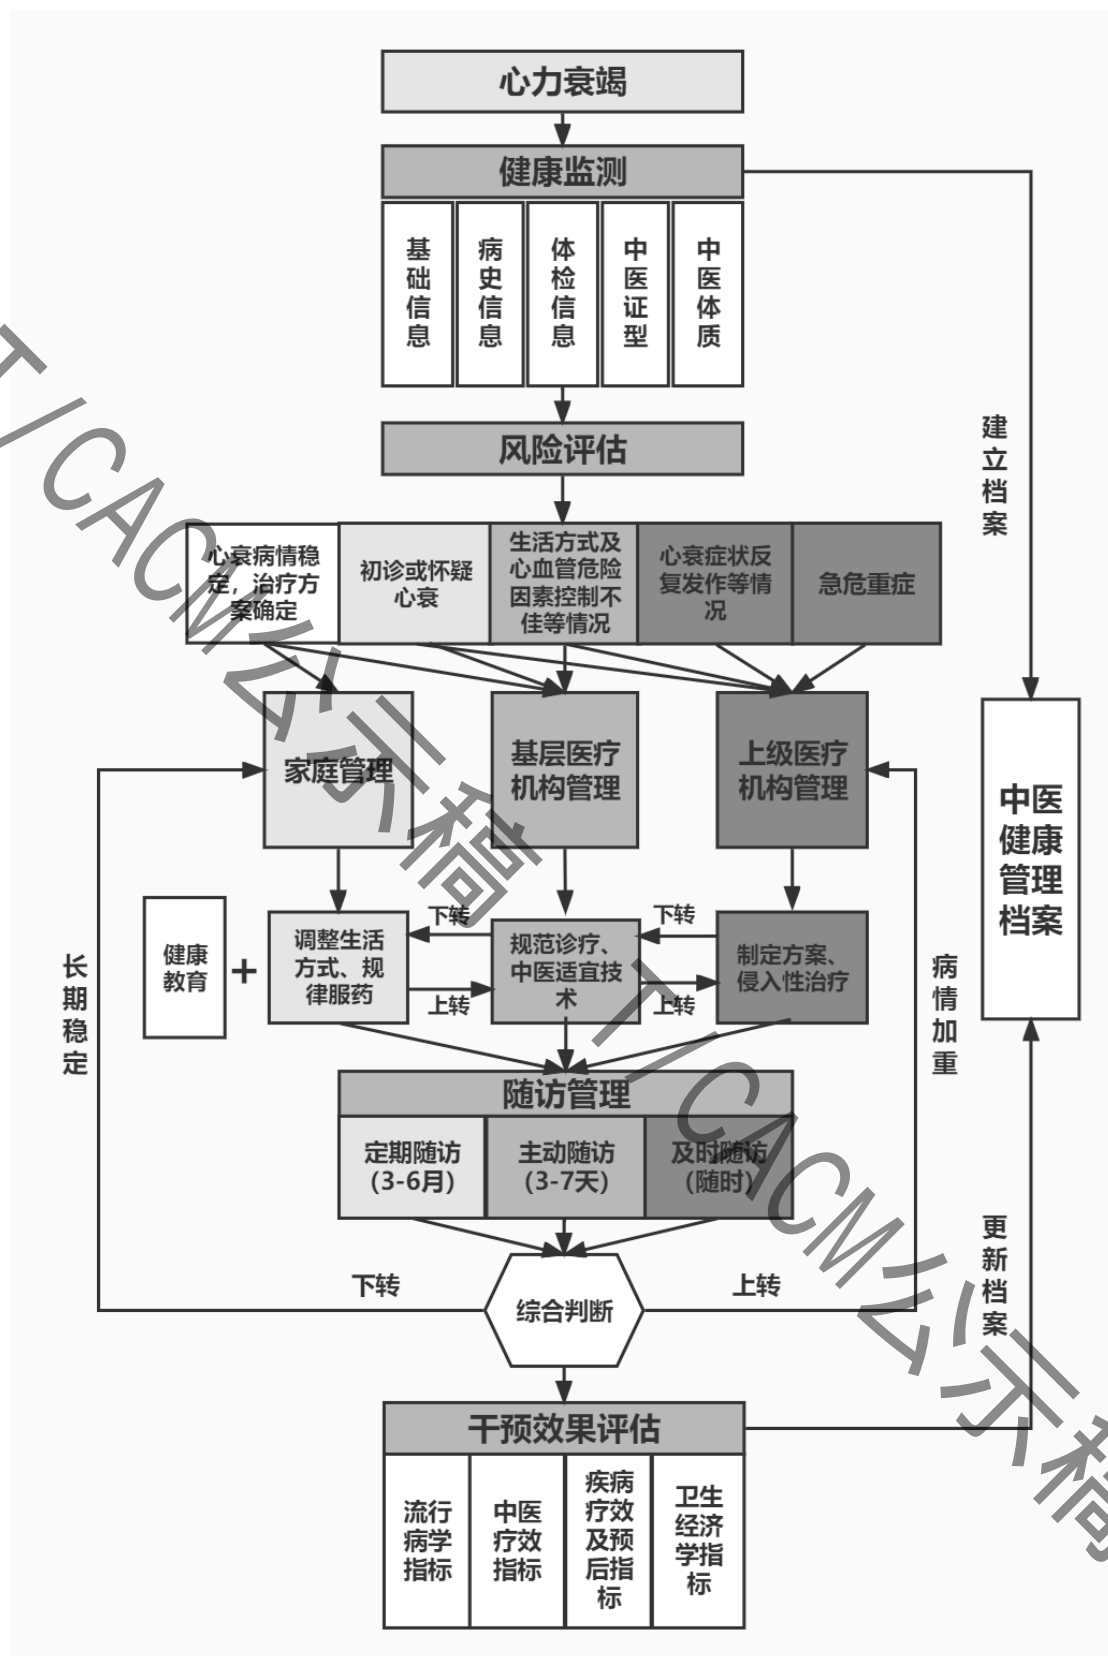 心力衰竭
健康监测
基础信息
病史信息
体检信息
中医证型
中医体质
建立档案
风险评估
心衰病情稳
定，治疗方
案确定
初诊或怀疑
心衰
生活方式及
心血管危险
因素控制不
佳等情况
心衰症状反
复发作等情
况
急危重症
家庭管理
基层医疗
机构管理
上级医疗
机构管理
中医
健康
管理
档案
长期稳定
健康
教育
+
调整生活
方式、规
律服药
下转
上转
规范诊疗、
中医适宜技
术
下转
上转
制定方案、
侵入性治疗
病情加重
随访管理
定期随访
（3-6月）
主动随访
（3-7天）
及时随访
（随时）
下转
综合判断
上转
更新档案
干预效果评估
流行
病学
指标
中医
疗效
指标
疾病
疗效
及预
后指
标
卫生
经济
学指
标
T/CACM公示稿
T/CACM公示稿